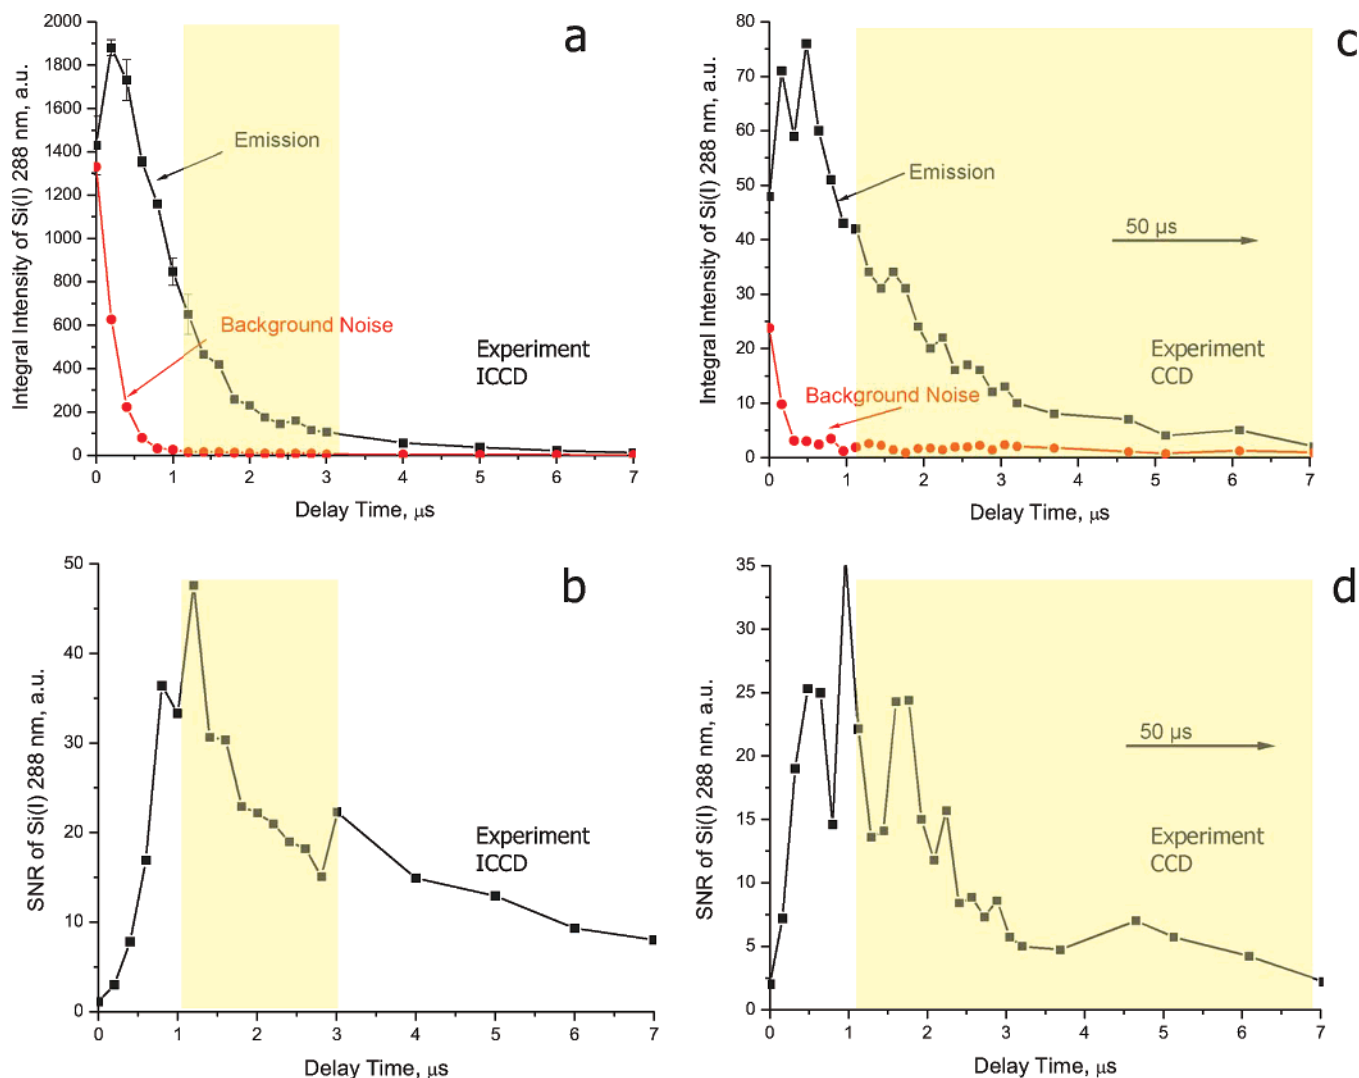 a
2000
1800
1600
1400
1200
1000
800
600
400
200
0
Integral Intensity of Si(I) 288 nm, a.u.
Emission
Background Noise
Experiment
ICCD
0 1 2 3 4 5 6 7
Delay Time, μs
c
80
70
60
50
40
30
20
10
0
Integral Intensity of Si(I) 288 nm, a.u.
Emission
50 μs
Experiment
CCD
Background Noise
0 1 2 3 4 5 6 7
Delay Time, μs
b
50
40
30
20
10
0
SNR of Si(I) 288 nm, a.u.
Experiment
ICCD
0 1 2 3 4 5 6 7
Delay Time, μs
d
35
30
25
20
15
10
5
0
SNR of Si(I) 288 nm, a.u.
50 μs
Experiment
CCD
0 1 2 3 4 5 6 7
Delay Time, μs